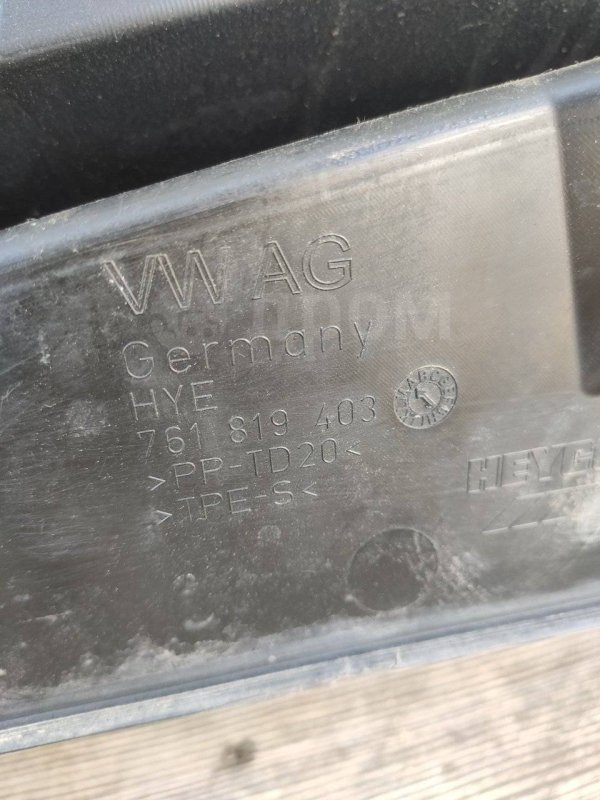 VW AG
Germany
HYE
761 819 403
>PP-TD20<
>TPE-S<